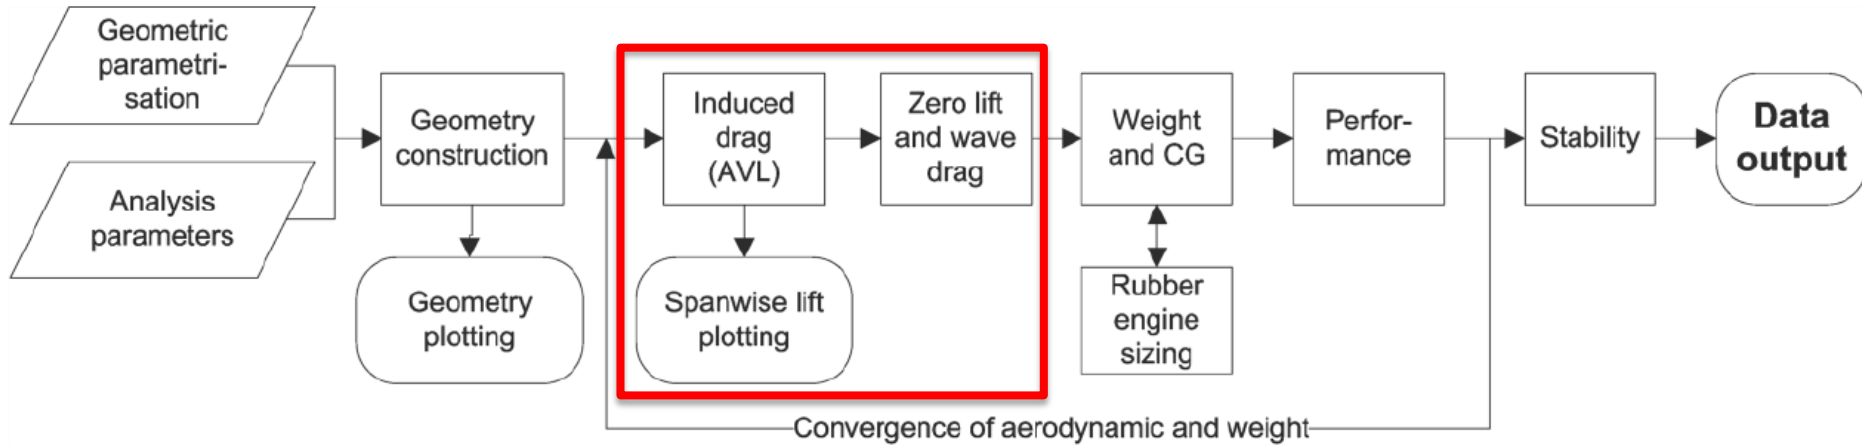 Geometric
parametri-
sation
Analysis
parameters
Geometry
construction
Geometry
plotting
Induced
drag
(AVL)
Spanwise lift
plotting
Zero lift
and wave
drag
Weight
and CG
Rubber
engine
sizing
Perfor-
mance
Stability
Data
output
Convergence of aerodynamic and weight